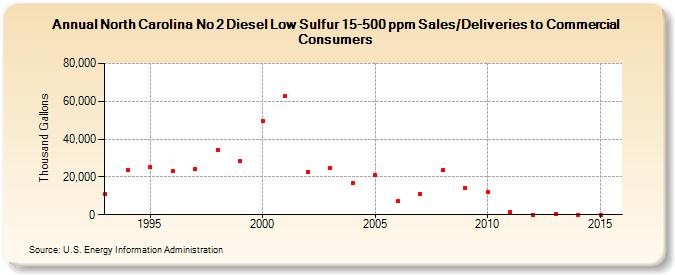 Annual North Carolina No 2 Diesel Low Sulfur 15-500 ppm Sales/Deliveries to Commercial
Consumers
Thousand Gallons
80,000
60,000
40,000
20,000
0
1995
2000
2005
2010
2015
Source: U.S. Energy Information Administration